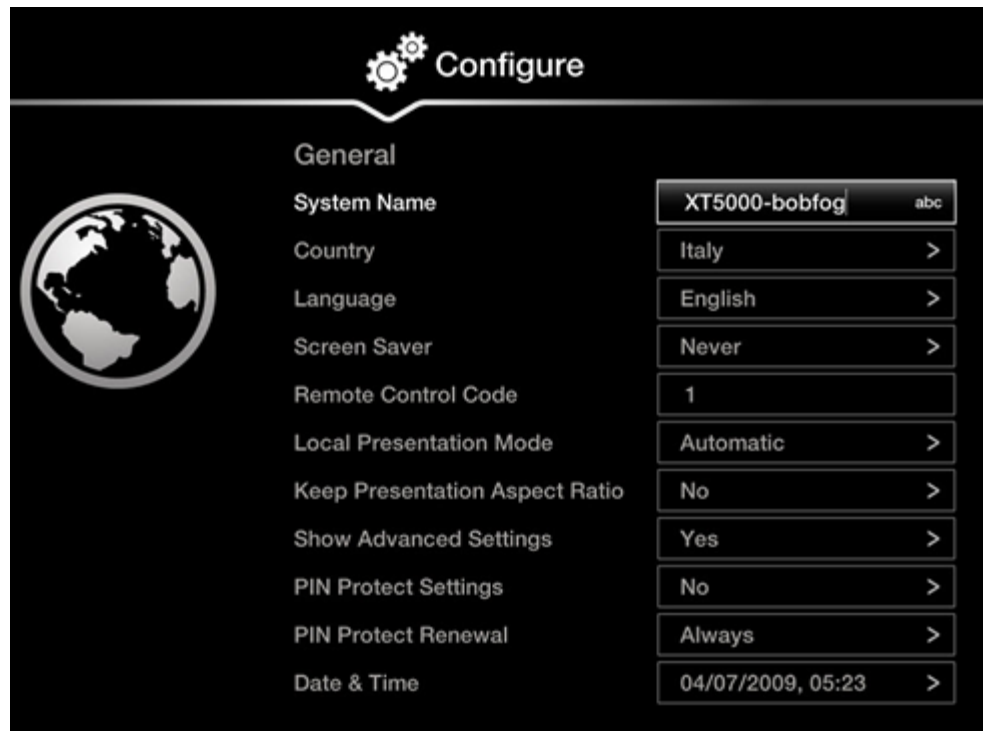 Configure
General
System Name XT5000-bobfog abc
Country Italy >
Language English >
Screen Saver Never >
Remote Control Code 1
Local Presentation Mode Automatic >
Keep Presentation Aspect Ratio No >
Show Advanced Settings Yes >
PIN Protect Settings No >
PIN Protect Renewal Always >
Date & Time 04/07/2009, 05:23 >